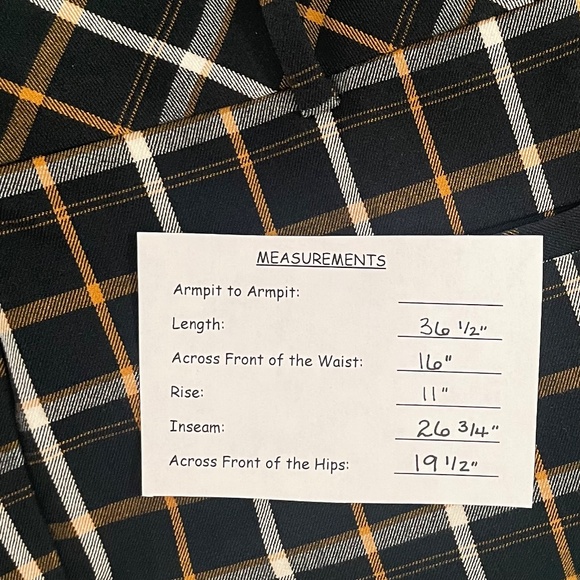 MEASUREMENTS
Armpit to Armpit:
Length: 36 1/2"
Across Front of the Waist: 16"
Rise: 11"
Inseam: 26 3/4"
Across Front of the Hips: 19 1/2"